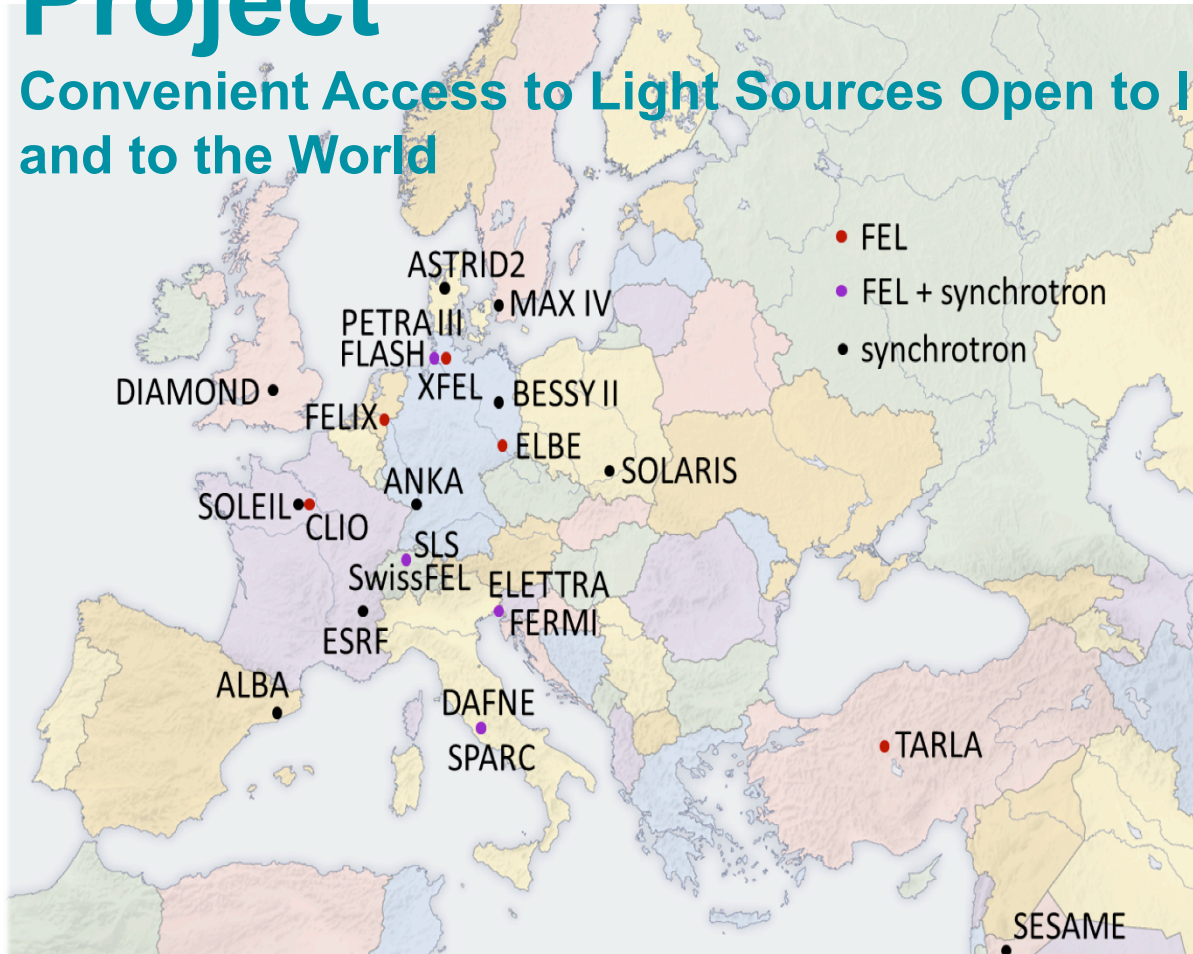 Project
Convenient Access to Light Sources Open to
and to the World
FEL
FEL + synchrotron
synchrotron
ASTRID2
MAX IV
PETRA III
FLASH
XFEL
BESSY II
DIAMOND
FELIX
ELBE
SOLARIS
ANKA
SOLEIL
CLIO
SLS
SwissFEL
ELETTRA
FERMI
ESRF
ALBA
DAFNE
SPARC
TARLA
SESAME